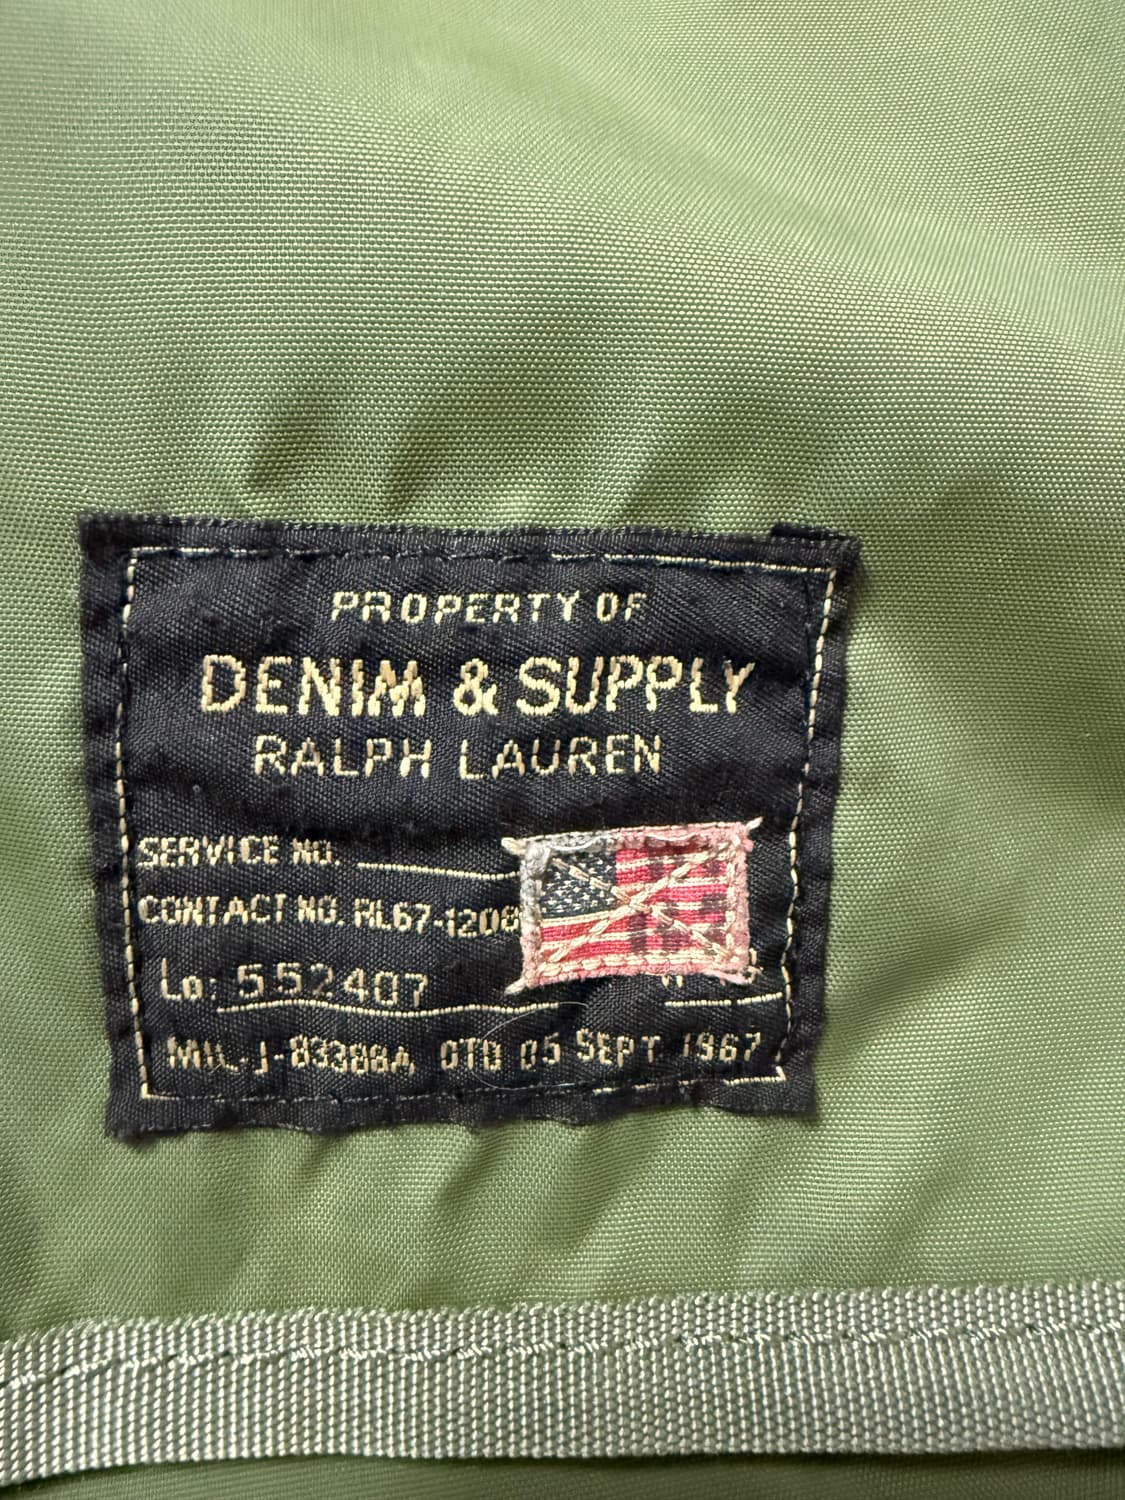 PROPERTY OF
DENIM & SUPPLY
RALPH LAUREN
SERVICE NO.
CONTACT NO. RL67-1208
Lo: 552407
MIL-J-83388A OTD 05 SEPT 1967